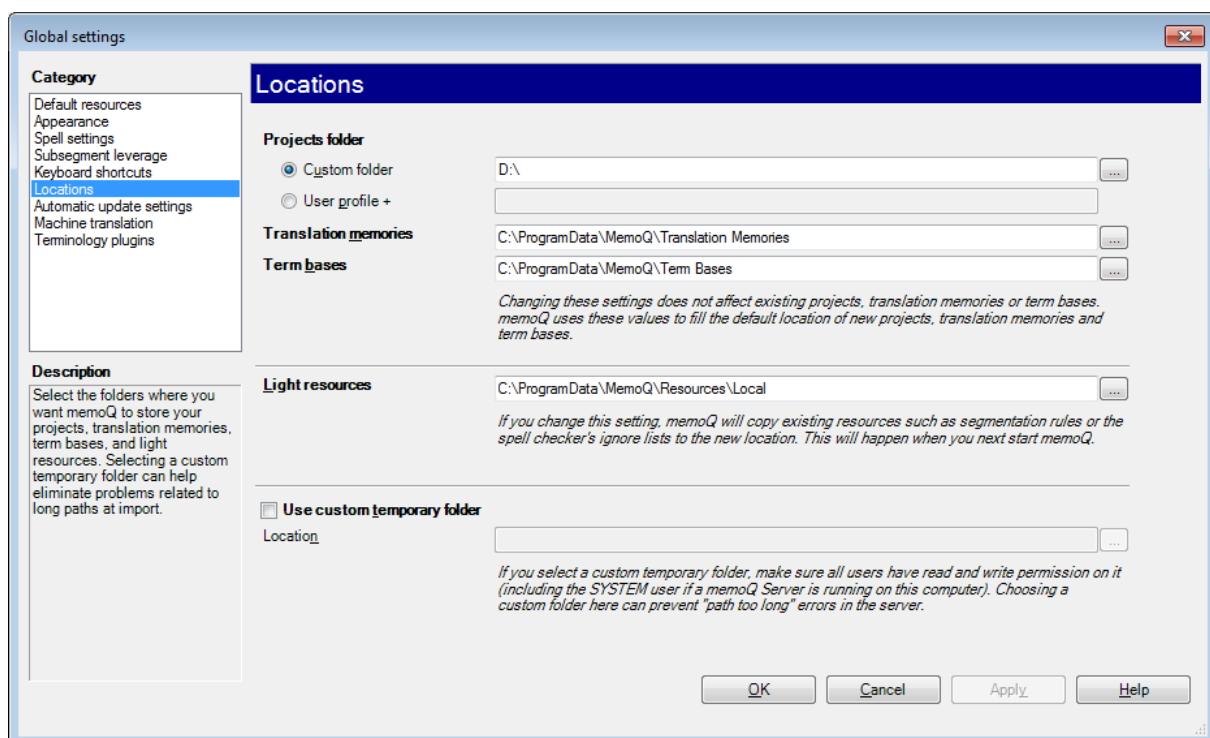 Global settings
Category
Default resources
Appearance
Spell settings
Subsegment leverage
Keyboard shortcuts
Locations
Automatic update settings
Machine translation
Terminology plugins
Description
Select the folders where you
want memoQ to store your
projects, translation memories,
term bases, and light
resources. Selecting a custom
temporary folder can help
eliminate problems related to
long paths at import.
Locations
Projects folder
Custom folder D:\ ...
User profile +
Translation memories C:\ProgramData\MemoQ\Translation Memories ...
Term bases C:\ProgramData\MemoQ\Term Bases ...
Changing these settings does not affect existing projects, translation memories or term bases.
memoQ uses these values to fill the default location of new projects, translation memories and
term bases.
Light resources C:\ProgramData\MemoQ\Resources\Local ...
If you change this setting, memoQ will copy existing resources such as segmentation rules or the
spell checker's ignore lists to the new location. This will happen when you next start memoQ.
Use custom temporary folder
Location ...
If you select a custom temporary folder, make sure all users have read and write permission on it
(including the SYSTEM user if a memoQ Server is running on this computer). Choosing a
custom folder here can prevent "path too long" errors in the server.
OK Cancel Apply Help